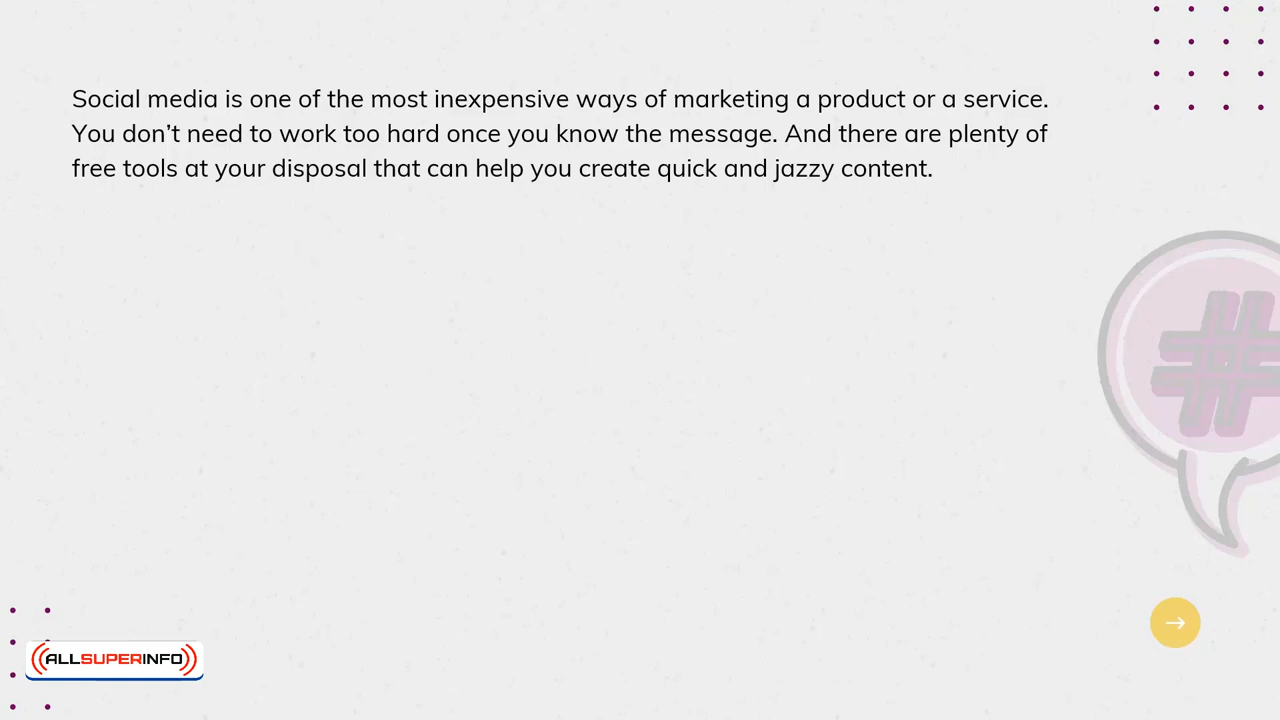 Social media is one of the most inexpensive ways of marketing a product or a service.
You don’t need to work too hard once you know the message. And there are plenty of
free tools at your disposal that can help you create quick and jazzy content.
ALLSUPERINFO